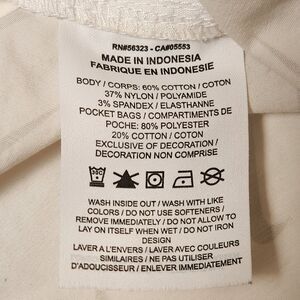 RN#56323 - CA#05553
MADE IN INDONESIA
FABRIQUE EN INDONESIE
BODY / CORPS: 60% COTTON / COTON
37% NYLON / POLYAMIDE
3% SPANDEX / ELASTHANNE
POCKET BAGS / COMPARTIMENTS DE
POCHE: 80% POLYESTER
20% COTTON / COTON
EXCLUSIVE OF DECORATION /
DECORATION NON COMPRISE
WASH INSIDE OUT / WASH WITH LIKE
COLORS / DO NOT USE SOFTENERS /
REMOVE IMMEDIATELY / DO NOT ALLOW TO
LAY ON ITSELF WHEN WET / DO NOT IRON
DESIGN
LAVER A L'ENVERS / LAVER AVEC COULEURS
SIMILAIRES / NE PAS UTILISER
D'ADOUCISSEUR / ENLEVER IMMEDIATEMENT